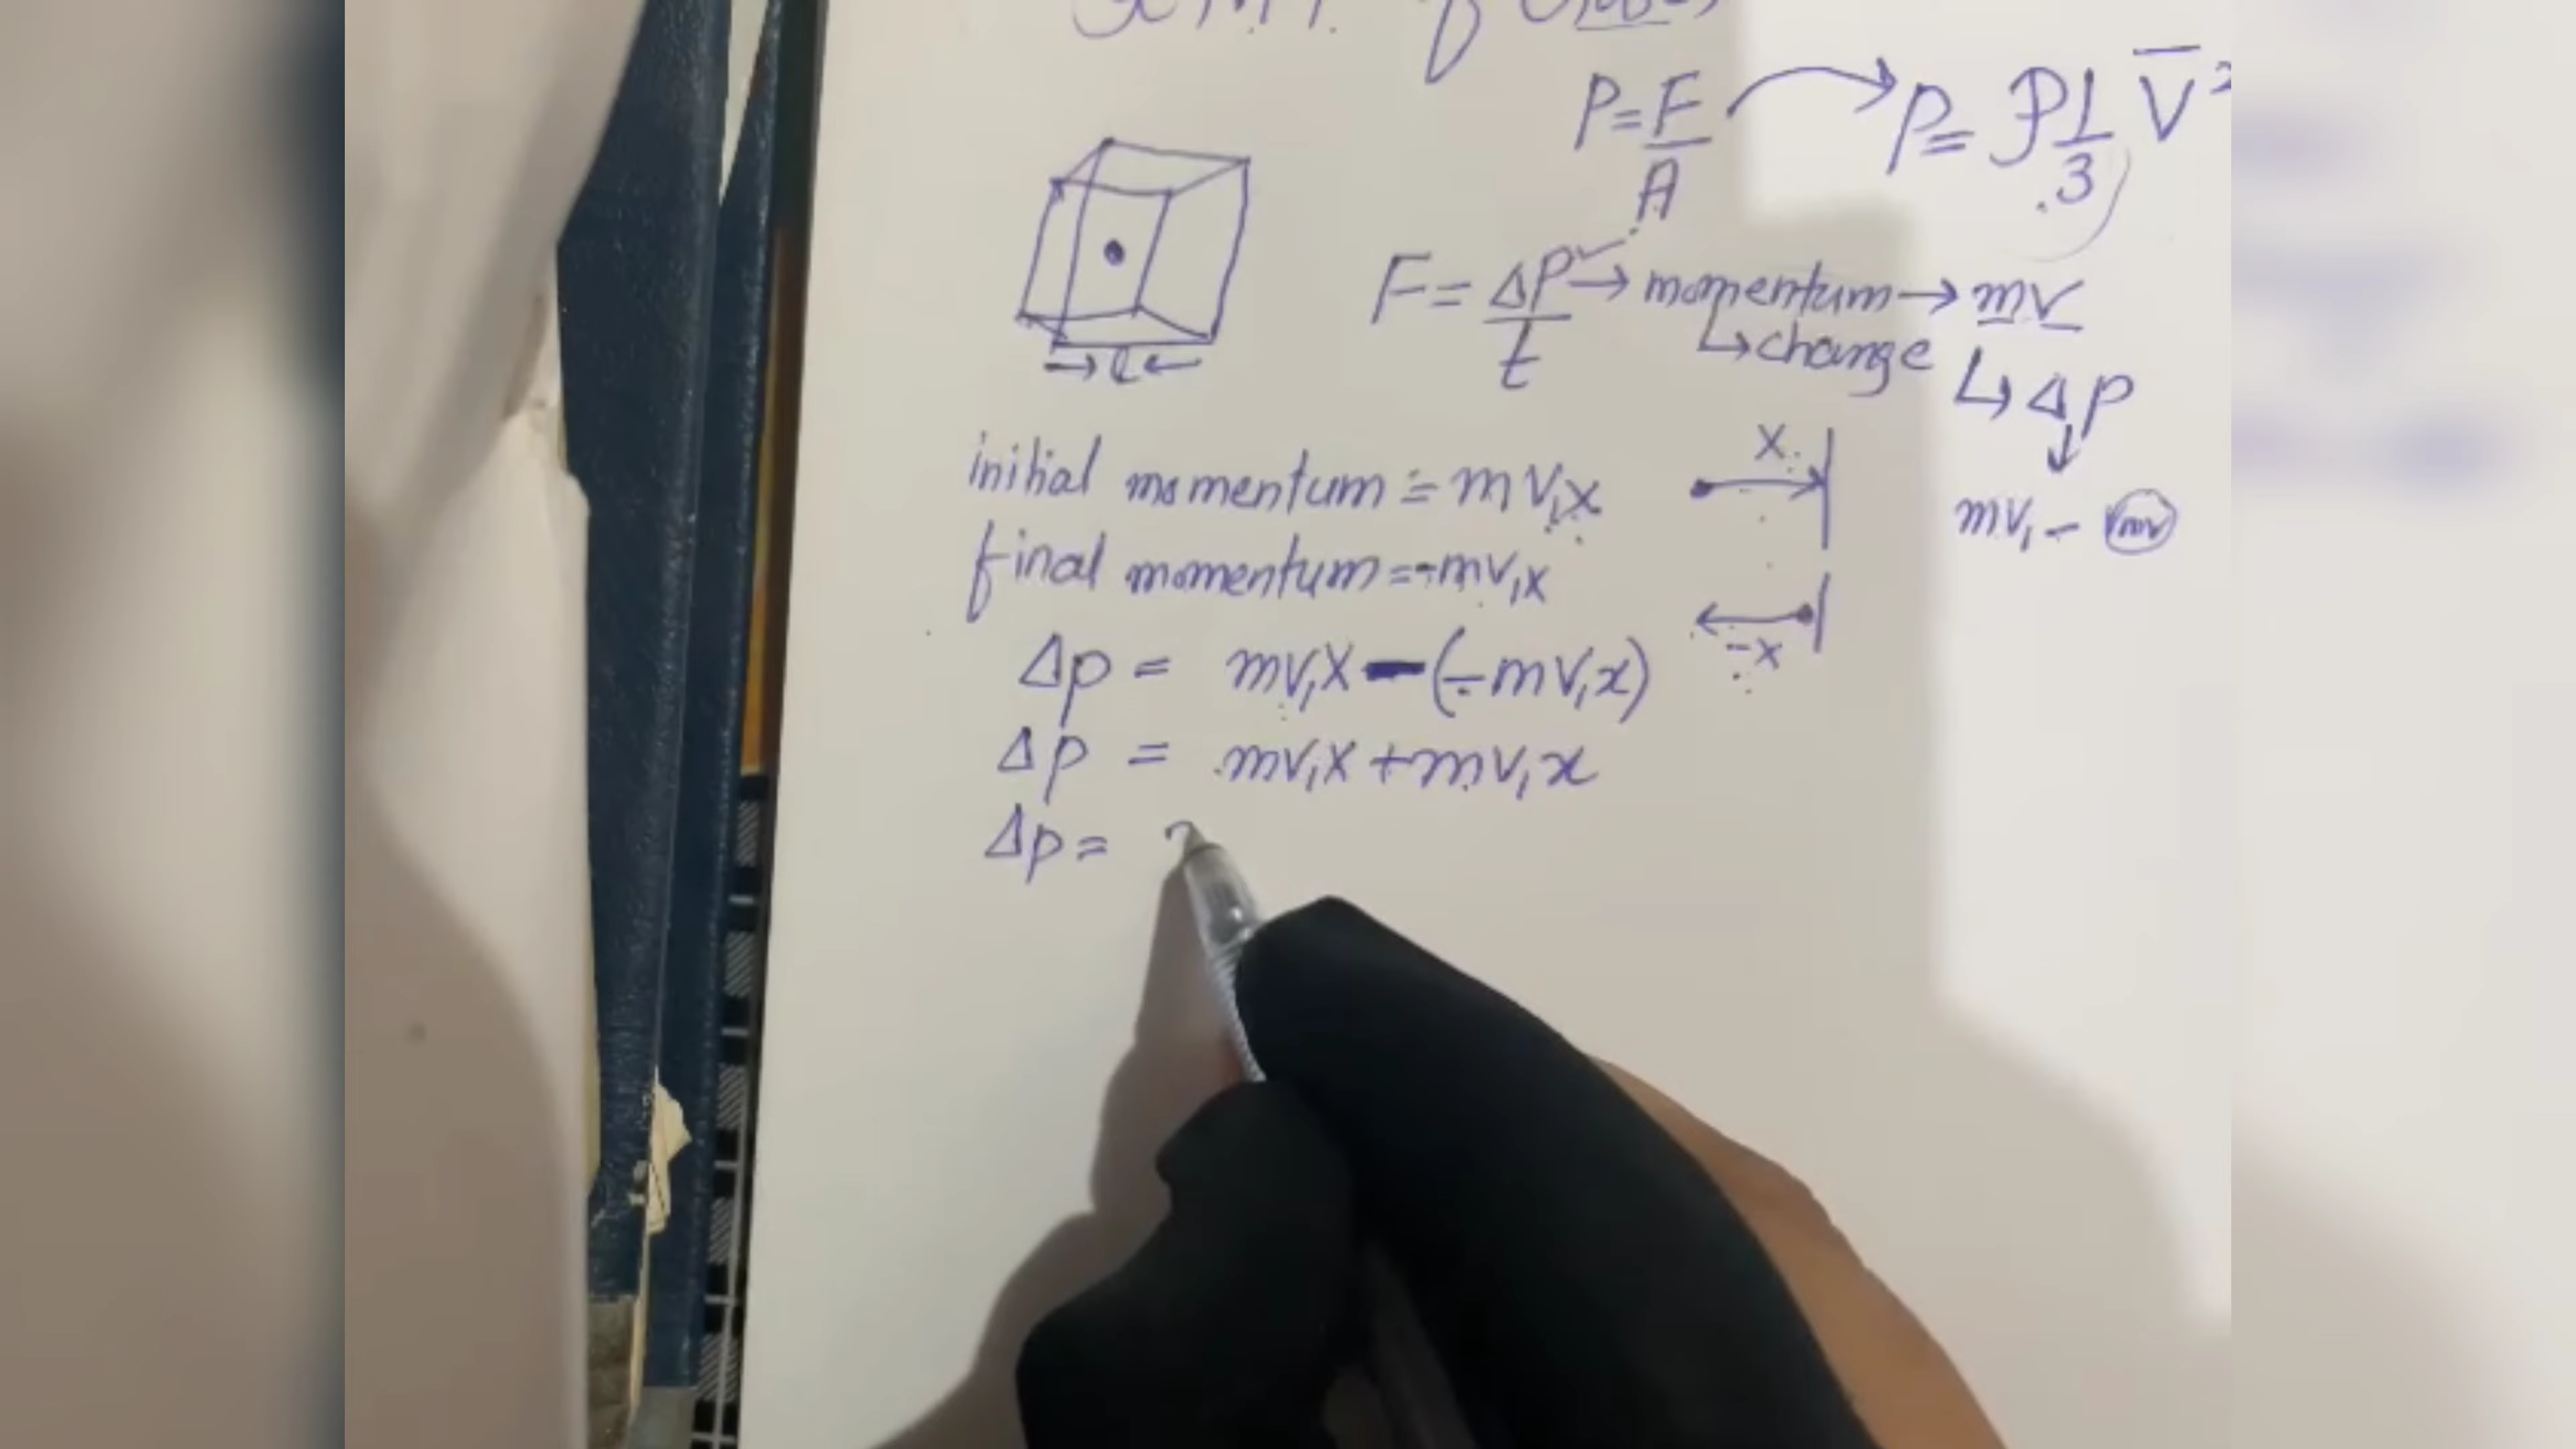 of
P = F/A → P = ρ 1/3 V̅²
F = ΔP/t → momentum → mv
↳ change
↳ Δp
↓
mv₁ - mv
l
initial momentum = mv₁x
x
final momentum = -mv₁x
-x
Δp = mv₁x - (-mv₁x)
Δp = mv₁x + mv₁x
Δp =